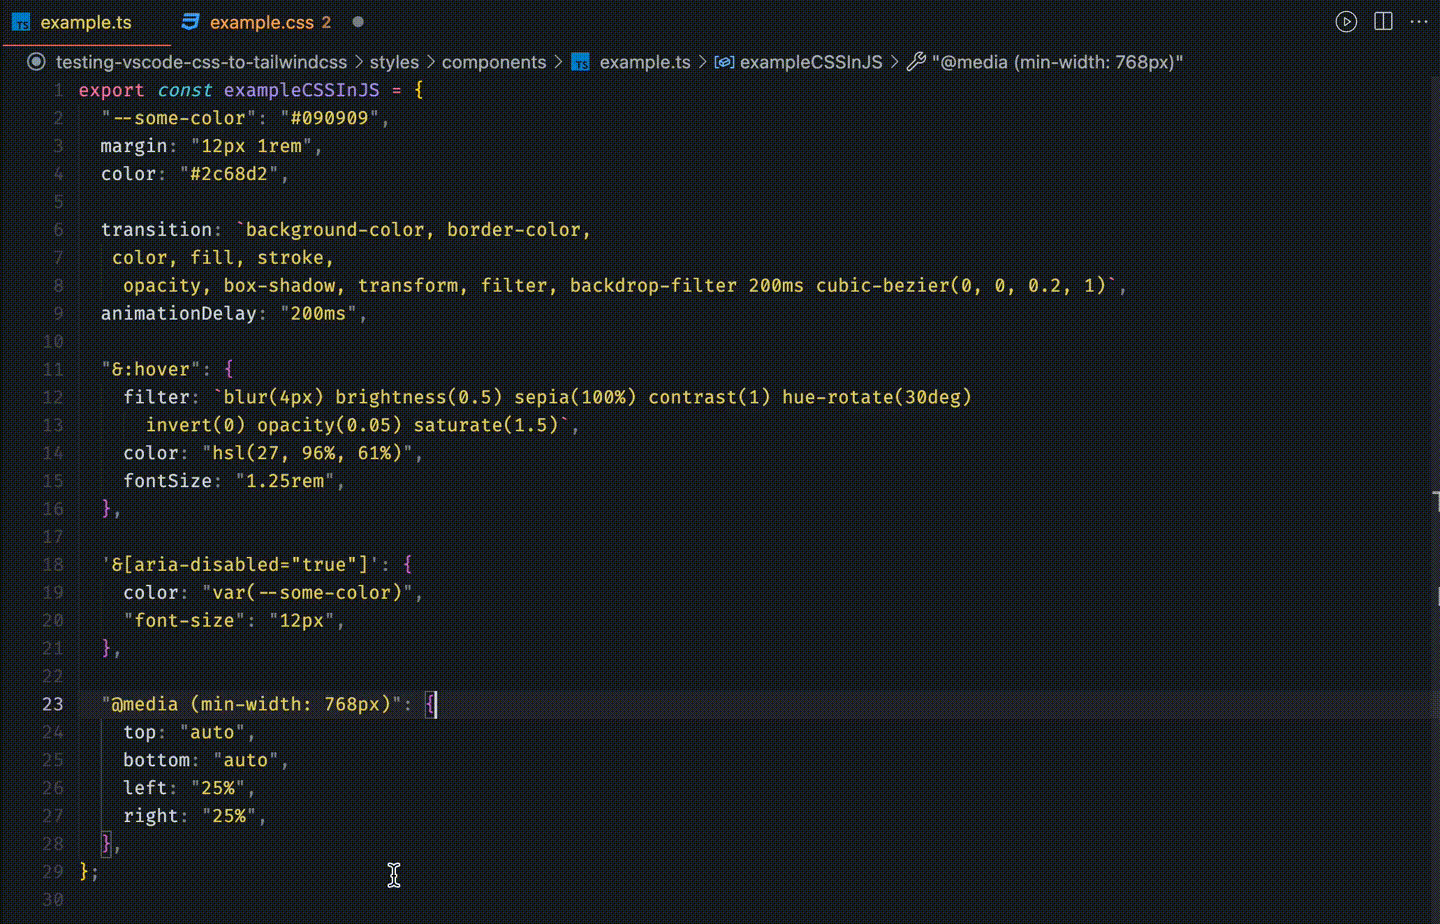 TS example.ts example.css 2
testing-vscode-css-to-tailwindcss > styles > components > TS example.ts > exampleCSSInJS > "@media (min-width: 768px)"
1 export const exampleCSSInJS = {
2 "--some-color": "#090909",
3 margin: "12px 1rem",
4 color: "#2c68d2",
5
6 transition: `background-color, border-color,
7 color, fill, stroke,
8 opacity, box-shadow, transform, filter, backdrop-filter 200ms cubic-bezier(0, 0, 0.2, 1)`,
9 animationDelay: "200ms",
10
11 "&:hover": {
12 filter: `blur(4px) brightness(0.5) sepia(100%) contrast(1) hue-rotate(30deg)
13 invert(0) opacity(0.05) saturate(1.5)`,
14 color: "hsl(27, 96%, 61%)",
15 fontSize: "1.25rem",
16 },
17
18 '&[aria-disabled="true"]': {
19 color: "var(--some-color)",
20 "font-size": "12px",
21 },
22
23 "@media (min-width: 768px)": {
24 top: "auto",
25 bottom: "auto",
26 left: "25%",
27 right: "25%",
28 },
29 };
30